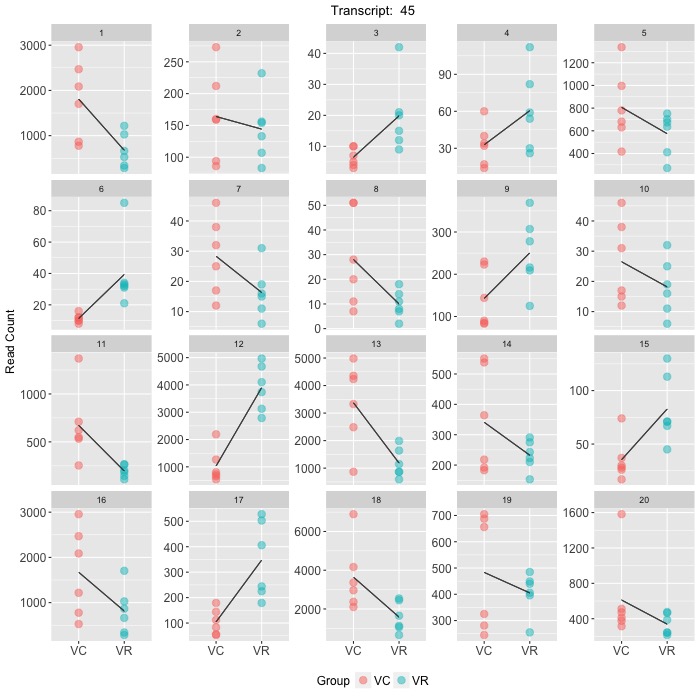 Transcript: 45
1 2 3 4 5
3000 2000 1000
250 200 150 100
40 30 20 10
90 60 30
1200 1000 800 600 400
6 7 8 9 10
80 60 40 20
40 30 20 10
50 40 30 20 10 0
300 200 100
40 30 20 10
Read Count
11 12 13 14 15
1000 500
5000 4000 3000 2000 1000
5000 4000 3000 2000 1000
500 400 300 200
100 50
16 17 18 19 20
3000 2000 1000
500 400 300 200 100
6000 4000 2000
700 600 500 400 300
1600 1200 800 400
VC VR VC VR VC VR VC VR VC VR
Group VC VR